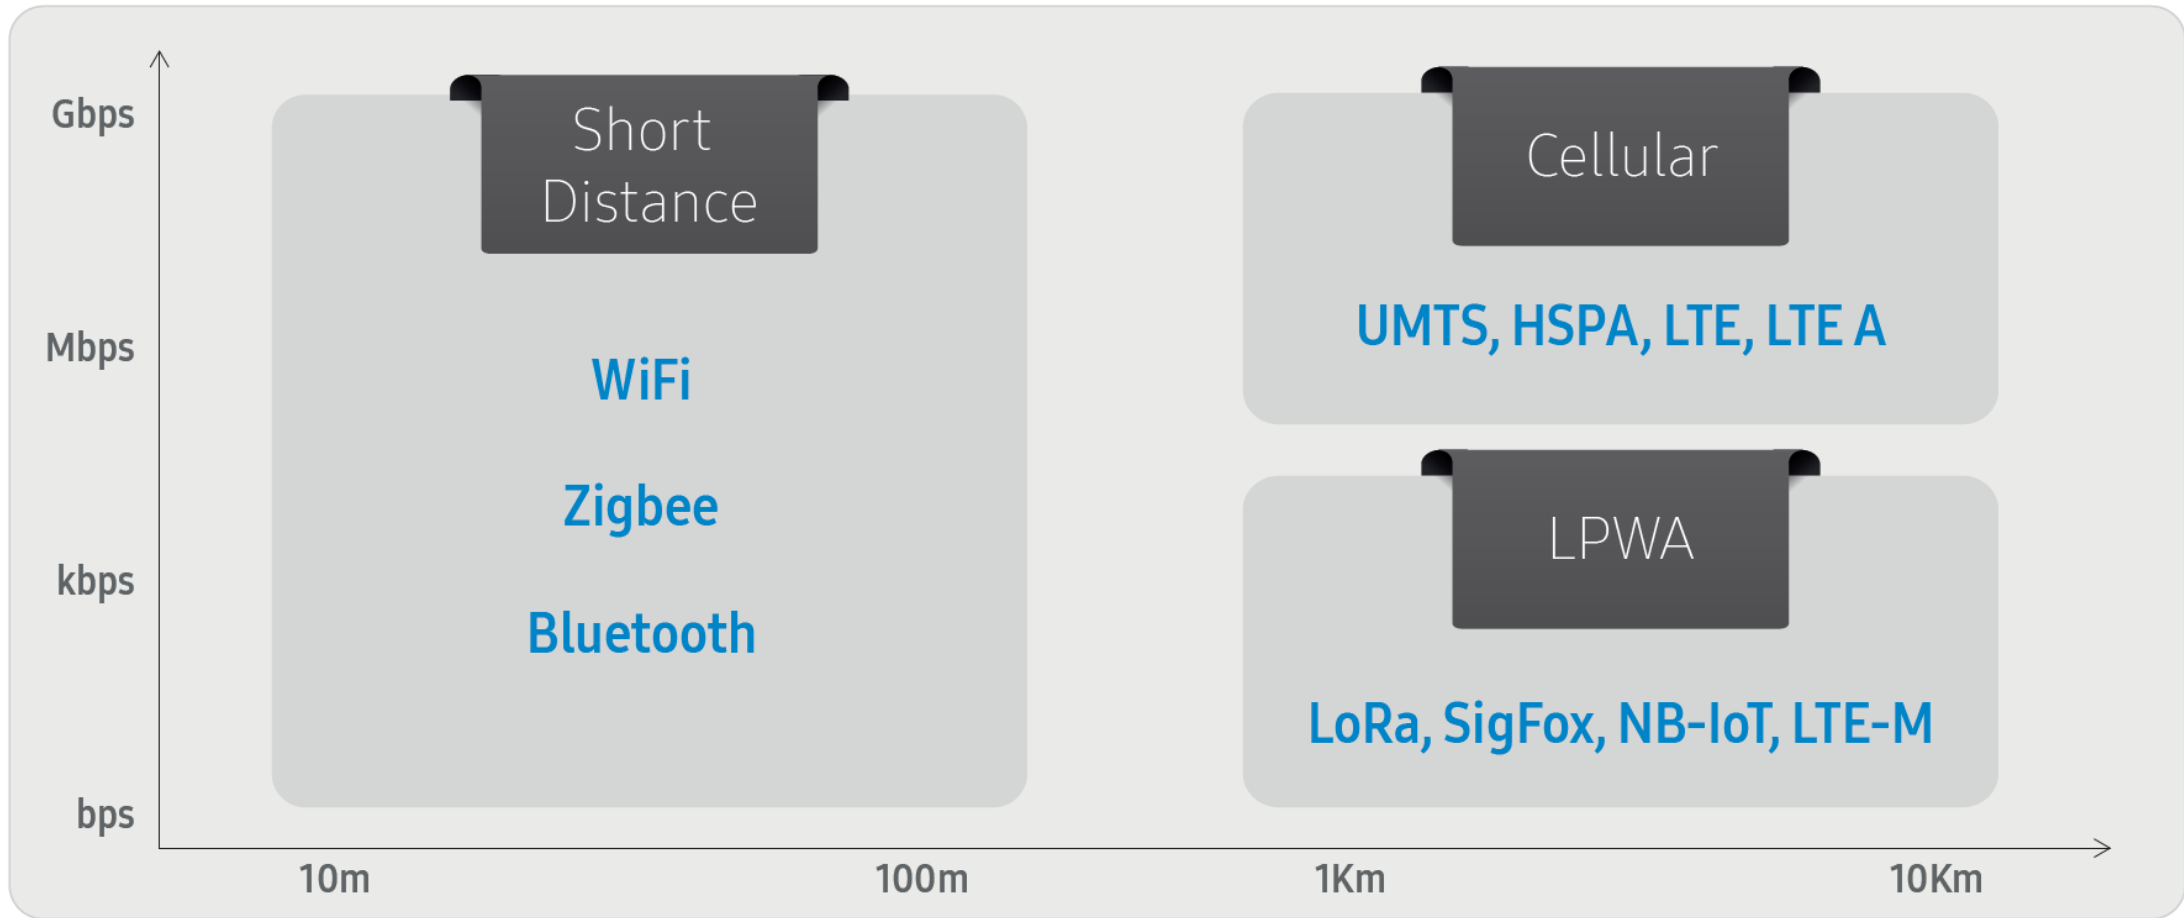 Gbps
Mbps
kbps
bps
Short
Distance
WiFi
Zigbee
Bluetooth
Cellular
UMTS, HSPA, LTE, LTE A
LPWA
LoRa, SigFox, NB-IoT, LTE-M
10m
100m
1Km
10Km